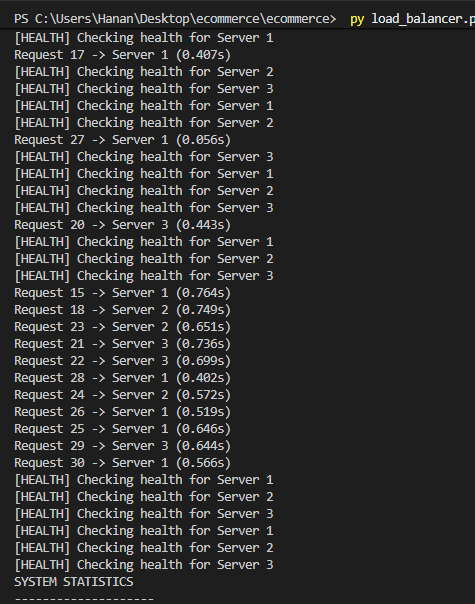 PS C:\Users\Hanan\Desktop\ecommerce\ecommerce> py load_balancer.p
[HEALTH] Checking health for Server 1
Request 17 -> Server 1 (0.407s)
[HEALTH] Checking health for Server 2
[HEALTH] Checking health for Server 3
[HEALTH] Checking health for Server 1
[HEALTH] Checking health for Server 2
Request 27 -> Server 1 (0.056s)
[HEALTH] Checking health for Server 3
[HEALTH] Checking health for Server 1
[HEALTH] Checking health for Server 2
[HEALTH] Checking health for Server 3
Request 20 -> Server 3 (0.443s)
[HEALTH] Checking health for Server 1
[HEALTH] Checking health for Server 2
[HEALTH] Checking health for Server 3
Request 15 -> Server 1 (0.764s)
Request 18 -> Server 2 (0.749s)
Request 23 -> Server 2 (0.651s)
Request 21 -> Server 3 (0.736s)
Request 22 -> Server 3 (0.699s)
Request 28 -> Server 1 (0.402s)
Request 24 -> Server 2 (0.572s)
Request 26 -> Server 1 (0.519s)
Request 25 -> Server 1 (0.646s)
Request 29 -> Server 3 (0.644s)
Request 30 -> Server 1 (0.566s)
[HEALTH] Checking health for Server 1
[HEALTH] Checking health for Server 2
[HEALTH] Checking health for Server 3
[HEALTH] Checking health for Server 1
[HEALTH] Checking health for Server 2
[HEALTH] Checking health for Server 3
SYSTEM STATISTICS
--------------------